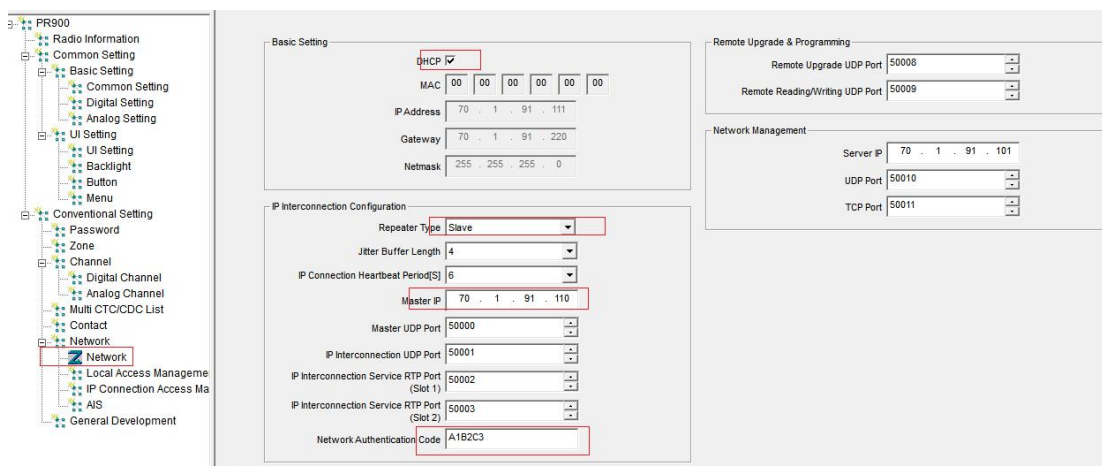 PR900
Radio Information
Common Setting
Basic Setting
Common Setting
Digital Setting
Analog Setting
UI Setting
UI Setting
Backlight
Button
Menu
Conventional Setting
Password
Zone
Channel
Digital Channel
Analog Channel
Multi CTC/CDC List
Contact
Network
Network
Local Access Manageme
IP Connection Access Ma
AIS
General Development
Basic Setting
DHCP
MAC 00 00 00 00 00 00
IP Address 70 . 1 . 91 . 111
Gateway 70 . 1 . 91 . 220
Netmask 255 . 255 . 255 . 0
IP Interconnection Configuration
Repeater Type Slave
Jitter Buffer Length 4
IP Connection Heartbeat Period[S] 6
Master IP 70 . 1 . 91 . 110
Master UDP Port 50000
IP Interconnection UDP Port 50001
IP Interconnection Service RTP Port (Slot 1) 50002
IP Interconnection Service RTP Port (Slot 2) 50003
Network Authentication Code A1B2C3
Remote Upgrade & Programming
Remote Upgrade UDP Port 50008
Remote Reading/Writing UDP Port 50009
Network Management
Server IP 70 . 1 . 91 . 101
UDP Port 50010
TCP Port 50011